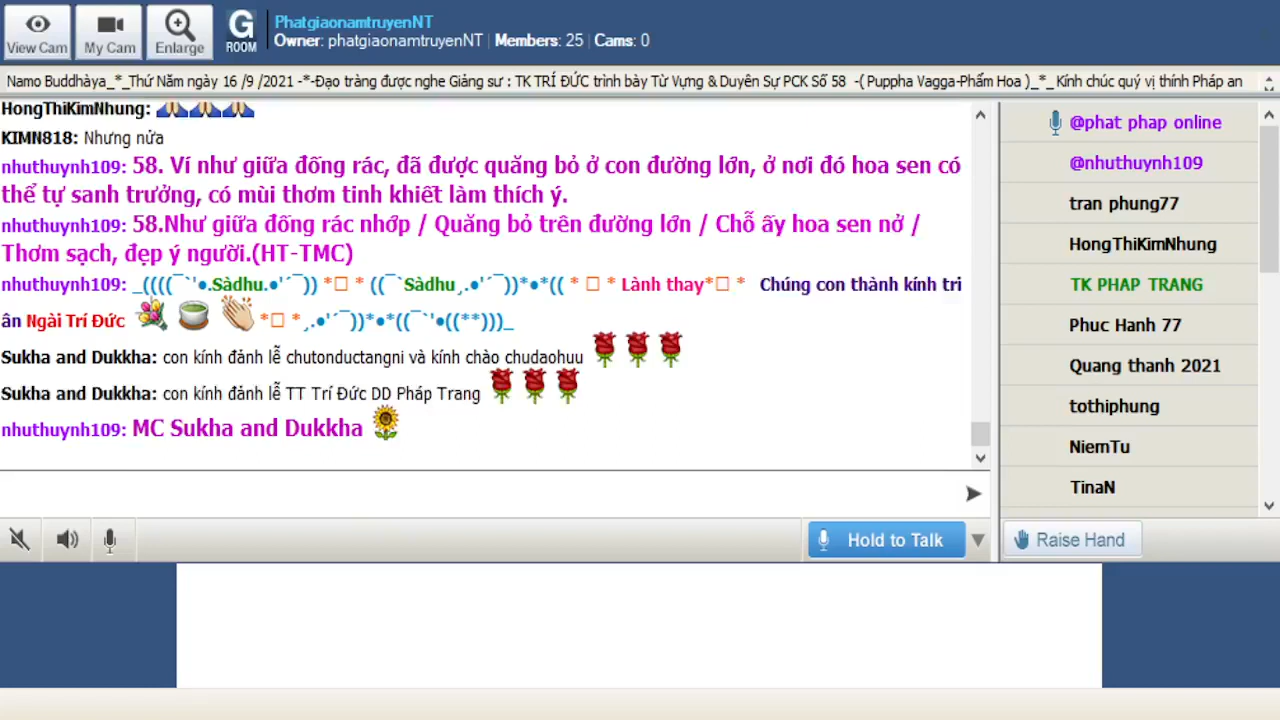 View Cam
My Cam
Enlarge
G
ROOM
PhatgiaonamtruyenNT
Owner: phatgiaonamtruyenNT | Members: 25 | Cams: 0
Namo Buddhàya_*_Thứ Năm ngày 16 /9 /2021 -*-Đạo tràng được nghe Giảng sư : TK TRÍ ĐỨC trình bày Từ Vựng & Duyên Sự PCK Số 58 -( Puppha Vagga-Phẩm Hoa )_*_ Kính chúc quý vị thính Pháp an
HongThiKimNhung:
KIMN818: Nhưng nửa
nhuthuynh109: 58. Ví như giữa đống rác, đã được quăng bỏ ở con đường lớn, ở nơi đó hoa sen có
thể tự sanh trưởng, có mùi thơm tinh khiết làm thích ý.
nhuthuynh109: 58.Như giữa đống rác nhớp / Quăng bỏ trên đường lớn / Chỗ ấy hoa sen nở /
Thơm sạch, đẹp ý người.(HT-TMC)
nhuthuynh109: _((((¯`'•.Sàdhu.•'´¯)) * * ((¯`Sàdhu¸.•'´¯))*•*(( * * Lành thay* * Chúng con thành kính tri
ân Ngài Trí Đức * *¸.•'´¯))*•*((¯`'•((**)))_
Sukha and Dukkha: con kính đảnh lễ chutonductangni và kính chào chudaohuu
Sukha and Dukkha: con kính đảnh lễ TT Trí Đức DD Pháp Trang
nhuthuynh109: MC Sukha and Dukkha
@phat phap online
@nhuthuynh109
tran phung77
HongThiKimNhung
TK PHAP TRANG
Phuc Hanh 77
Quang thanh 2021
tothiphung
NiemTu
TinaN
Hold to Talk
Raise Hand